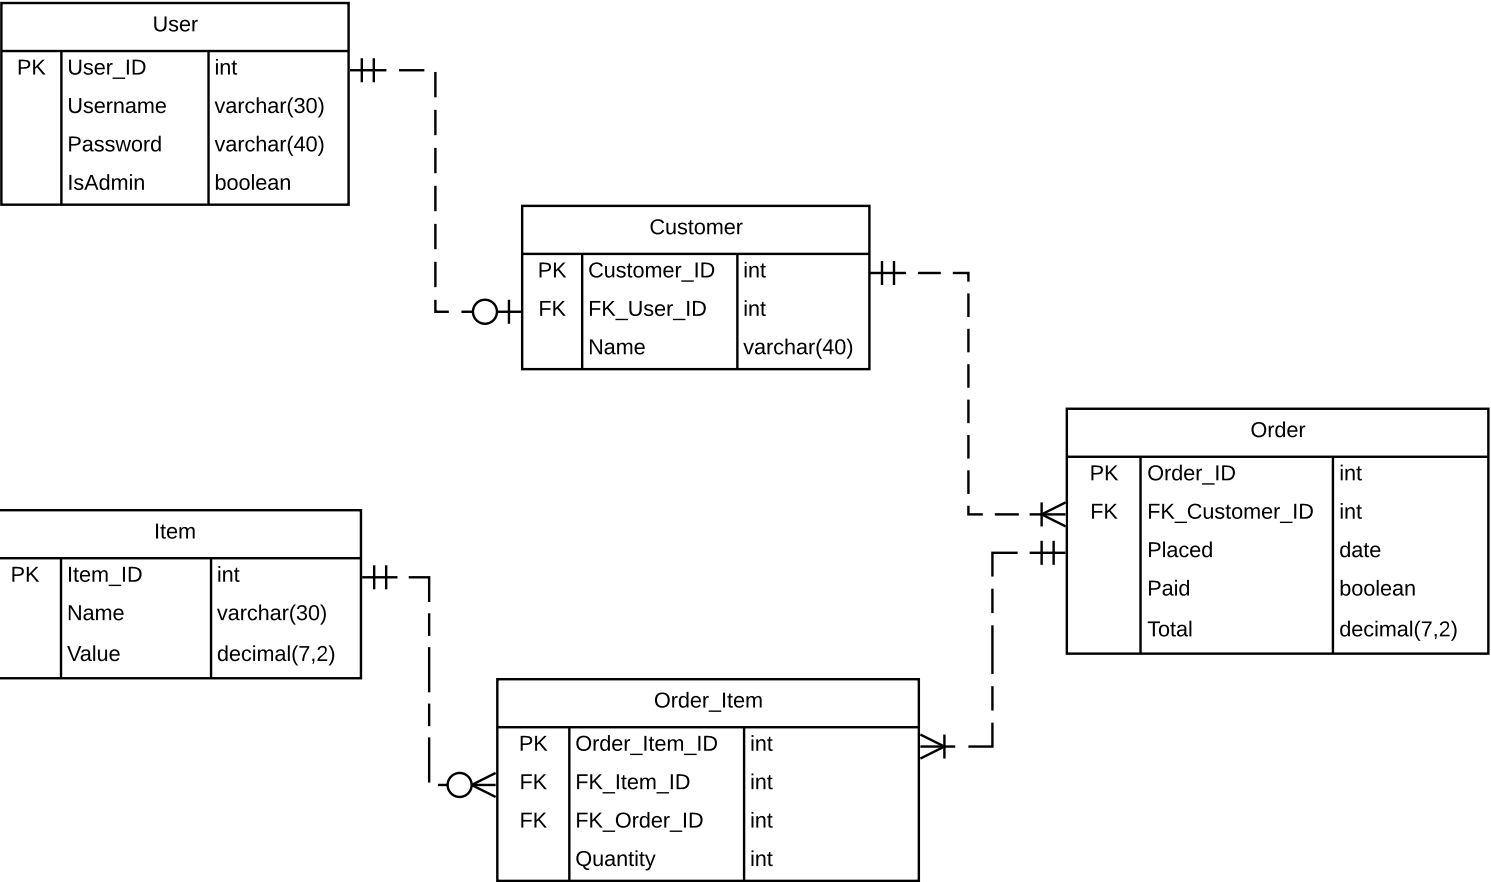 User
PK User_ID int
Username varchar(30)
Password varchar(40)
IsAdmin boolean
Customer
PK Customer_ID int
FK FK_User_ID int
Name varchar(40)
Order
PK Order_ID int
FK FK_Customer_ID int
Placed date
Paid boolean
Total decimal(7,2)
Item
PK Item_ID int
Name varchar(30)
Value decimal(7,2)
Order_Item
PK Order_Item_ID int
FK FK_Item_ID int
FK FK_Order_ID int
Quantity int